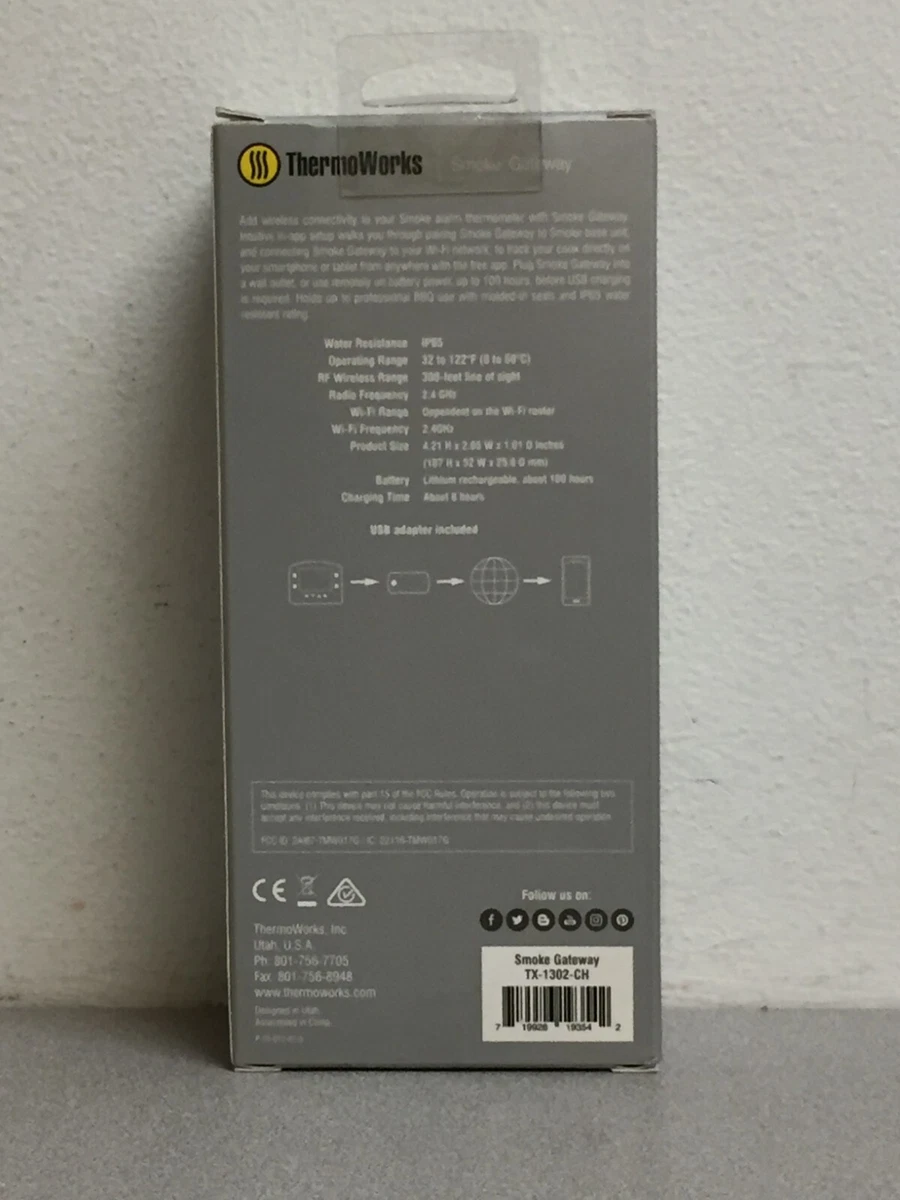 ThermoWorks | Smoke Gateway
Add wireless connectivity to your Smoke alarm thermometer with Smoke Gateway.
Intuitive in-app setup walks you through pairing Smoke Gateway to Smoke base unit,
and connecting Smoke Gateway to your Wi-Fi network, to track your cook directly on
your smartphone or tablet from anywhere with the free app. Plug Smoke Gateway into
a wall outlet, or use remotely on battery power, up to 100 hours, before USB charging
is required. Holds up to professional BBQ use with molded-in seals and IP65 water
resistant rating.
Water Resistance IP65
Operating Range 32 to 122°F (0 to 50°C)
RF Wireless Range 300-feet line of sight
Radio Frequency 2.4 GHz
Wi-Fi Range Dependent on the Wi-Fi router
Wi-Fi Frequency 2.4GHz
Product Size 4.21 H x 2.05 W x 1.01 D inches
(107 H x 52 W x 25.6 D mm)
Battery Lithium rechargeable, about 100 hours
Charging Time About 6 hours
USB adapter included
This device complies with part 15 of the FCC Rules. Operation is subject to the following two
conditions: (1) This device may not cause harmful interference, and (2) this device must
accept any interference received, including interference that may cause undesired operation.
FCC ID:
CE
Follow us on:
ThermoWorks, Inc
Utah, U.S.A.
Ph: 801-756-7705
Fax: 801-756-8948
www.thermoworks.com
Designed in Utah.
Assembled in China.
Smoke Gateway
TX-1302-CH
7 19928 19354 2